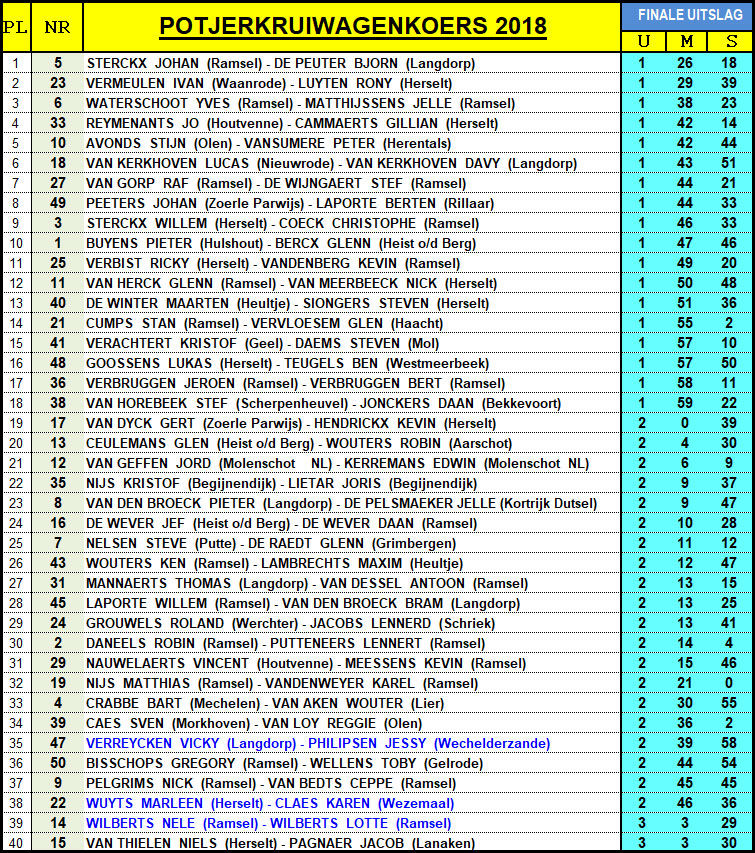 PL NR POTJERKRUIWAGENKOERS 2018 FINALE UITSLAG
U M S
1 5 STERCKX JOHAN (Ramsel) - DE PEUTER BJORN (Langdorp) 1 26 18
2 23 VERMEULEN IVAN (Waanrode) - LUYTEN RONY (Herselt) 1 29 39
3 6 WATERSCHOOT YVES (Ramsel) - MATTHIJSSENS JELLE (Ramsel) 1 38 23
4 33 REYMENANTS JO (Houtvenne) - CAMMAERTS GILLIAN (Herselt) 1 42 14
5 10 AVONDS STIJN (Olen) - VANSUMERE PETER (Herentals) 1 42 44
6 18 VAN KERKHOVEN LUCAS (Nieuwrode) - VAN KERKHOVEN DAVY (Langdorp) 1 43 51
7 27 VAN GORP RAF (Ramsel) - DE WIJNGAERT STEF (Ramsel) 1 44 21
8 49 PEETERS JOHAN (Zoerle Parwijs) - LAPORTE BERTEN (Rillaar) 1 44 33
9 3 STERCKX WILLEM (Herselt) - COECK CHRISTOPHE (Ramsel) 1 46 33
10 1 BUYENS PIETER (Hulshout) - BERCX GLENN (Heist o/d Berg) 1 47 46
11 25 VERBIST RICKY (Herselt) - VANDENBERG KEVIN (Ramsel) 1 49 20
12 11 VAN HERCK GLENN (Ramsel) - VAN MEERBEECK NICK (Herselt) 1 50 48
13 40 DE WINTER MAARTEN (Heultje) - SIONGERS STEVEN (Herselt) 1 51 36
14 21 CUMPS STAN (Ramsel) - VERVLOESEM GLEN (Haacht) 1 55 2
15 41 VERACHTERT KRISTOF (Geel) - DAEMS STEVEN (Mol) 1 57 10
16 48 GOOSSENS LUKAS (Herselt) - TEUGELS BEN (Westmeerbeek) 1 57 50
17 36 VERBRUGGEN JEROEN (Ramsel) - VERBRUGGEN BERT (Ramsel) 1 58 11
18 38 VAN HOREBEEK STEF (Scherpenheuvel) - JONCKERS DAAN (Bekkevoort) 1 59 22
19 17 VAN DYCK GERT (Zoerle Parwijs) - HENDRICKX KEVIN (Herselt) 2 0 39
20 13 CEULEMANS GLEN (Heist o/d Berg) - WOUTERS ROBIN (Aarschot) 2 4 30
21 12 VAN GEFFEN JORD (Molenschot NL) - KERREMANS EDWIN (Molenschot NL) 2 6 9
22 35 NIJS KRISTOF (Begijnendijk) - LIETAR JORIS (Begijnendijk) 2 9 37
23 8 VAN DEN BROECK PIETER (Langdorp) - DE PELSMAEKER JELLE (Kortrijk Dutsel) 2 9 47
24 16 DE WEVER JEF (Heist o/d Berg) - DE WEVER DAAN (Ramsel) 2 10 28
25 7 NELSEN STEVE (Putte) - DE RAEDT GLENN (Grimbergen) 2 11 12
26 43 WOUTERS KEN (Ramsel) - LAMBRECHTS MAXIM (Heultje) 2 12 47
27 31 MANNAERTS THOMAS (Langdorp) - VAN DESSEL ANTOON (Ramsel) 2 13 15
28 45 LAPORTE WILLEM (Ramsel) - VAN DEN BROECK BRAM (Langdorp) 2 13 25
29 24 GROUWELS ROLAND (Werchter) - JACOBS LENNERD (Schriek) 2 13 41
30 2 DANEELS ROBIN (Ramsel) - PUTTENEERS LENNERT (Ramsel) 2 14 4
31 29 NAUWELAERTS VINCENT (Houtvenne) - MEESSENS KEVIN (Ramsel) 2 15 46
32 19 NIJS MATTHIAS (Ramsel) - VANDENWEYER KAREL (Ramsel) 2 21 0
33 4 CRABBE BART (Mechelen) - VAN AKEN WOUTER (Lier) 2 30 55
34 39 CAES SVEN (Morkhoven) - VAN LOY REGGIE (Olen) 2 36 2
35 47 VERREYCKEN VICKY (Langdorp) - PHILIPSEN JESSY (Wechelderzande) 2 39 58
36 50 BISSCHOPS GREGORY (Ramsel) - WELLENS TOBY (Gelrode) 2 44 54
37 9 PELGRIMS NICK (Ramsel) - VAN BEDTS CEPPE (Ramsel) 2 45 45
38 22 WUYTS MARLEEN (Herselt) - CLAES KAREN (Wezemaal) 2 46 36
39 14 WILBERTS NELE (Ramsel) - WILBERTS LOTTE (Ramsel) 3 3 29
40 15 VAN THIELEN NIELS (Herselt) - PAGNAER JACOB (Lanaken) 3 3 30